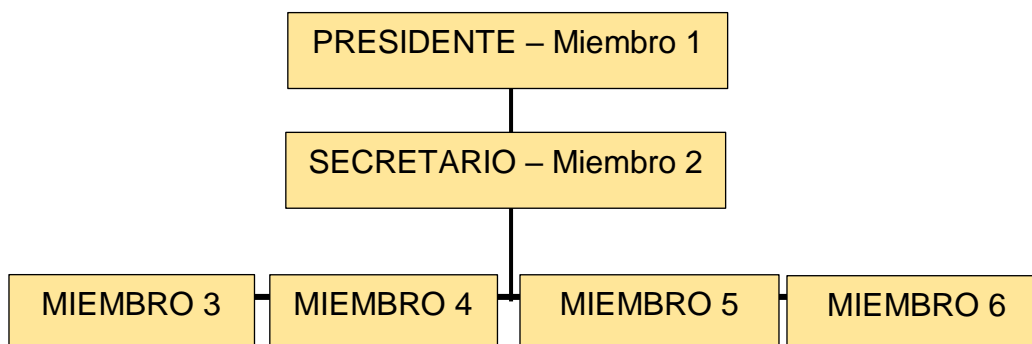 PRESIDENTE – Miembro 1
SECRETARIO – Miembro 2
MIEMBRO 3
MIEMBRO 4
MIEMBRO 5
MIEMBRO 6